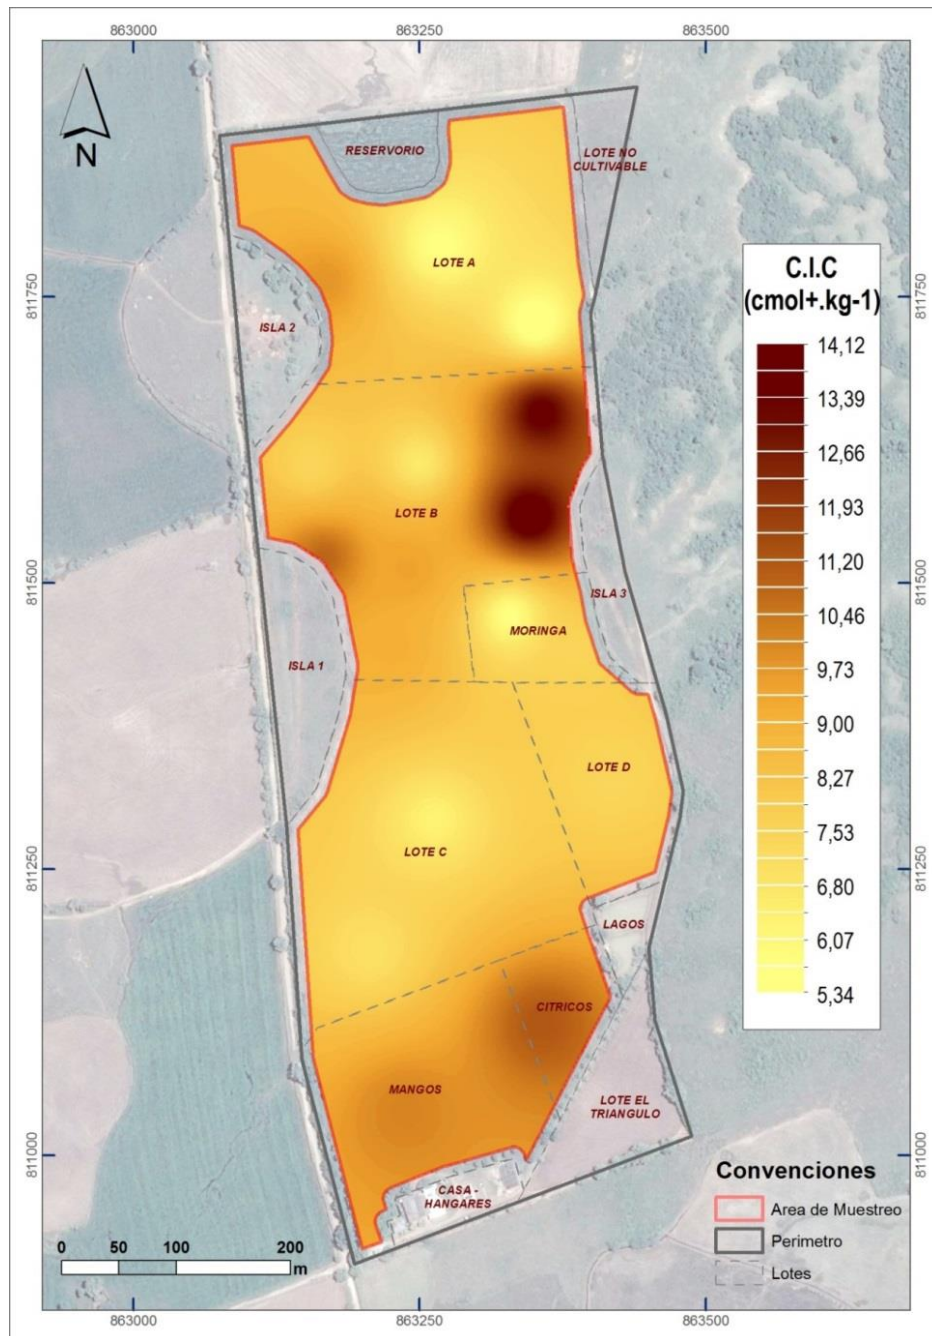 863000
863250
863500
811750
811500
811250
811000
811750
811500
811250
811000
863000
863250
863500
N
RESERVORIO
LOTE NO
CULTIVABLE
LOTE A
ISLA 2
LOTE B
ISLA 3
MORINGA
ISLA 1
LOTE D
LOTE C
LAGOS
CITRICOS
MANGOS
LOTE EL
TRIANGULO
CASA -
HANGARES
C.I.C
(cmol+.kg-1)
14,12
13,39
12,66
11,93
11,20
10,46
9,73
9,00
8,27
7,53
6,80
6,07
5,34
Convenciones
Area de Muestreo
Perimetro
Lotes
0 50 100 200
m